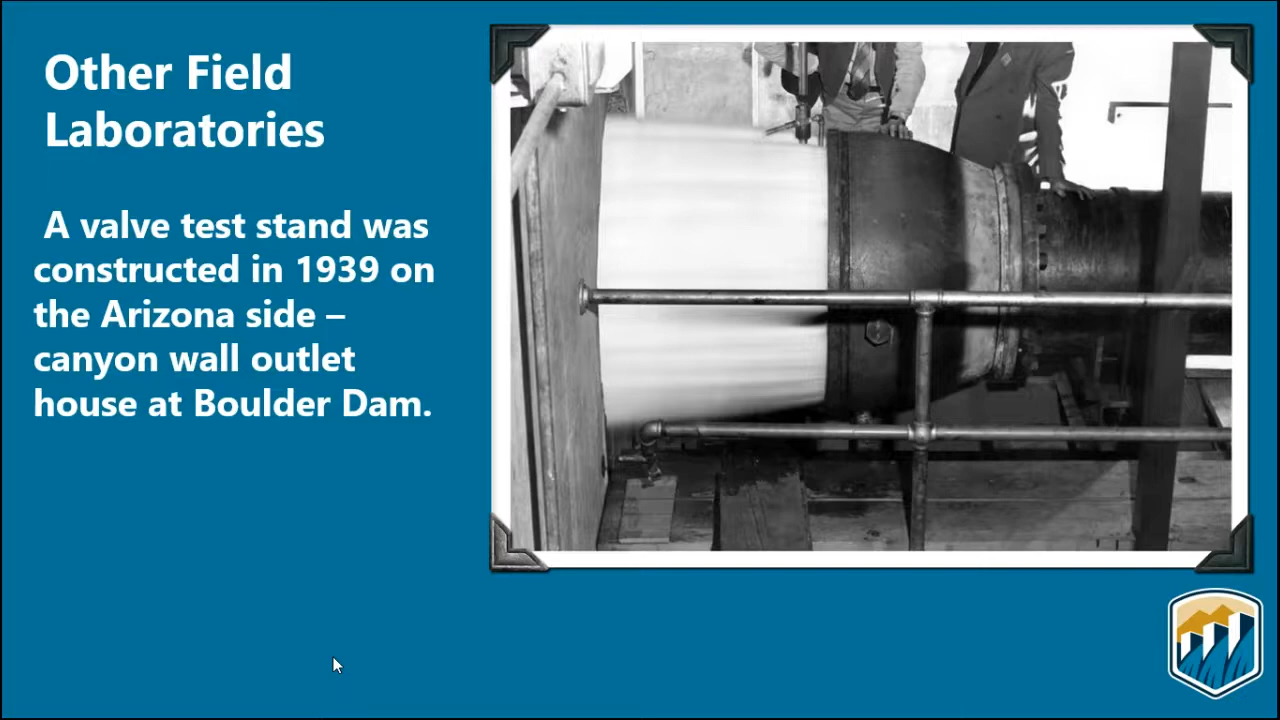 Other Field
Laboratories
A valve test stand was
constructed in 1939 on
the Arizona side –
canyon wall outlet
house at Boulder Dam.